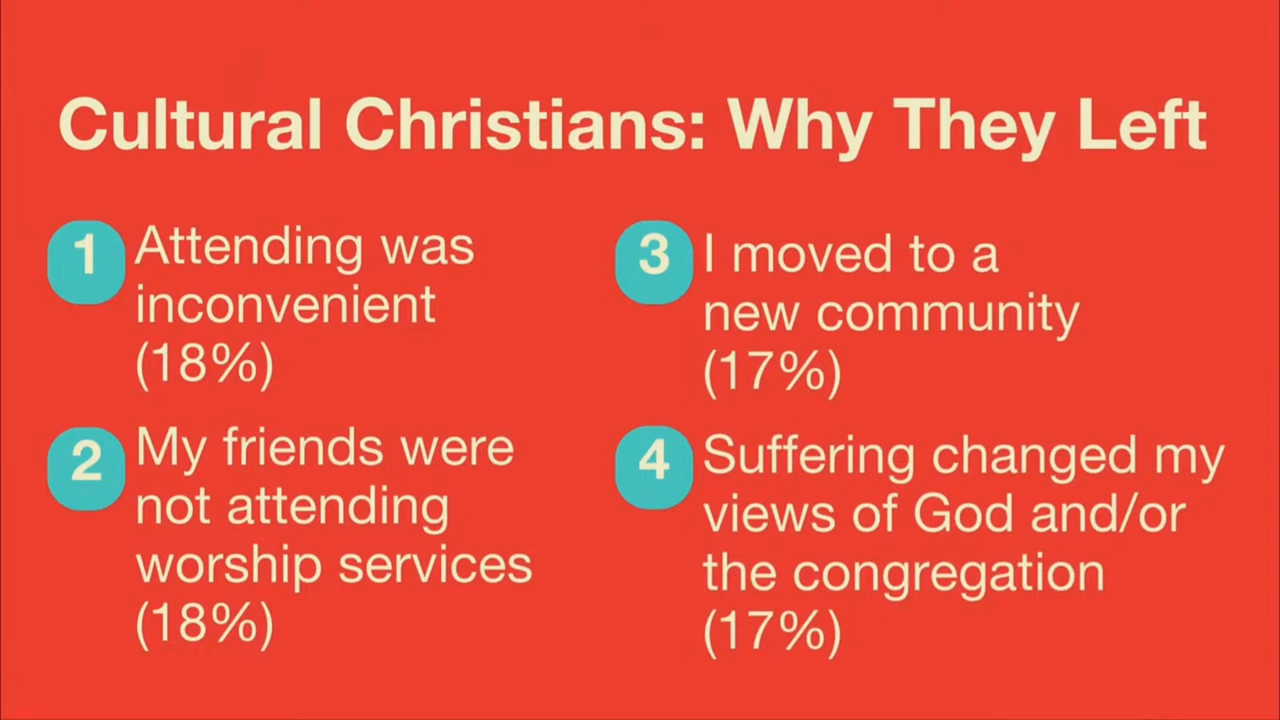 Cultural Christians: Why They Left
1 Attending was
inconvenient
(18%)
2 My friends were
not attending
worship services
(18%)
3 I moved to a
new community
(17%)
4 Suffering changed my
views of God and/or
the congregation
(17%)